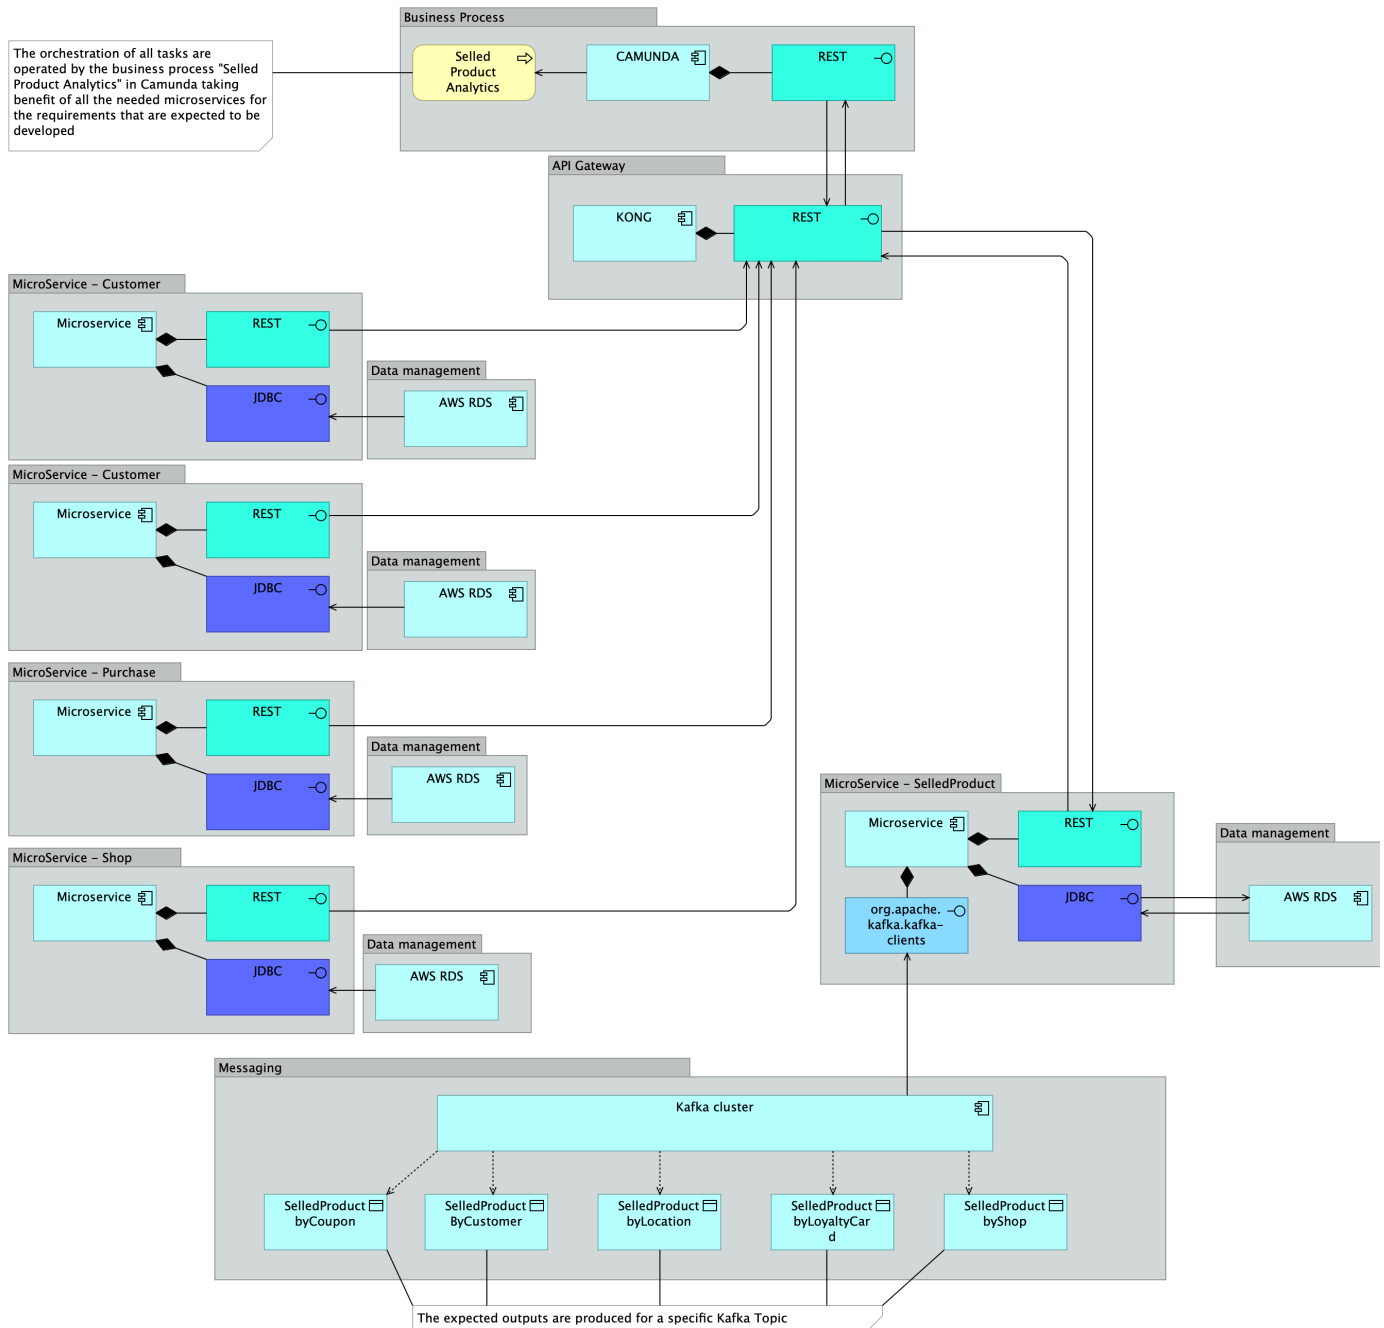 Business Process
The orchestration of all tasks are
operated by the business process "Selled
Product Analytics" in Camunda taking
benefit of all the needed microservices for
the requirements that are expected to be
developed
Selled
Product
Analytics
CAMUNDA
REST
API Gateway
KONG
REST
MicroService – Customer
Microservice
REST
JDBC
Data management
AWS RDS
MicroService – Customer
Microservice
REST
JDBC
Data management
AWS RDS
MicroService – Purchase
Microservice
REST
JDBC
Data management
AWS RDS
MicroService – Shop
Microservice
REST
JDBC
Data management
AWS RDS
MicroService – SelledProduct
Microservice
REST
org.apache.
kafka.kafka-
clients
JDBC
Data management
AWS RDS
Messaging
Kafka cluster
SelledProduct
byCoupon
SelledProduct
ByCustomer
SelledProduct
byLocation
SelledProduct
byLoyaltyCar
d
SelledProduct
byShop
The expected outputs are produced for a specific Kafka Topic